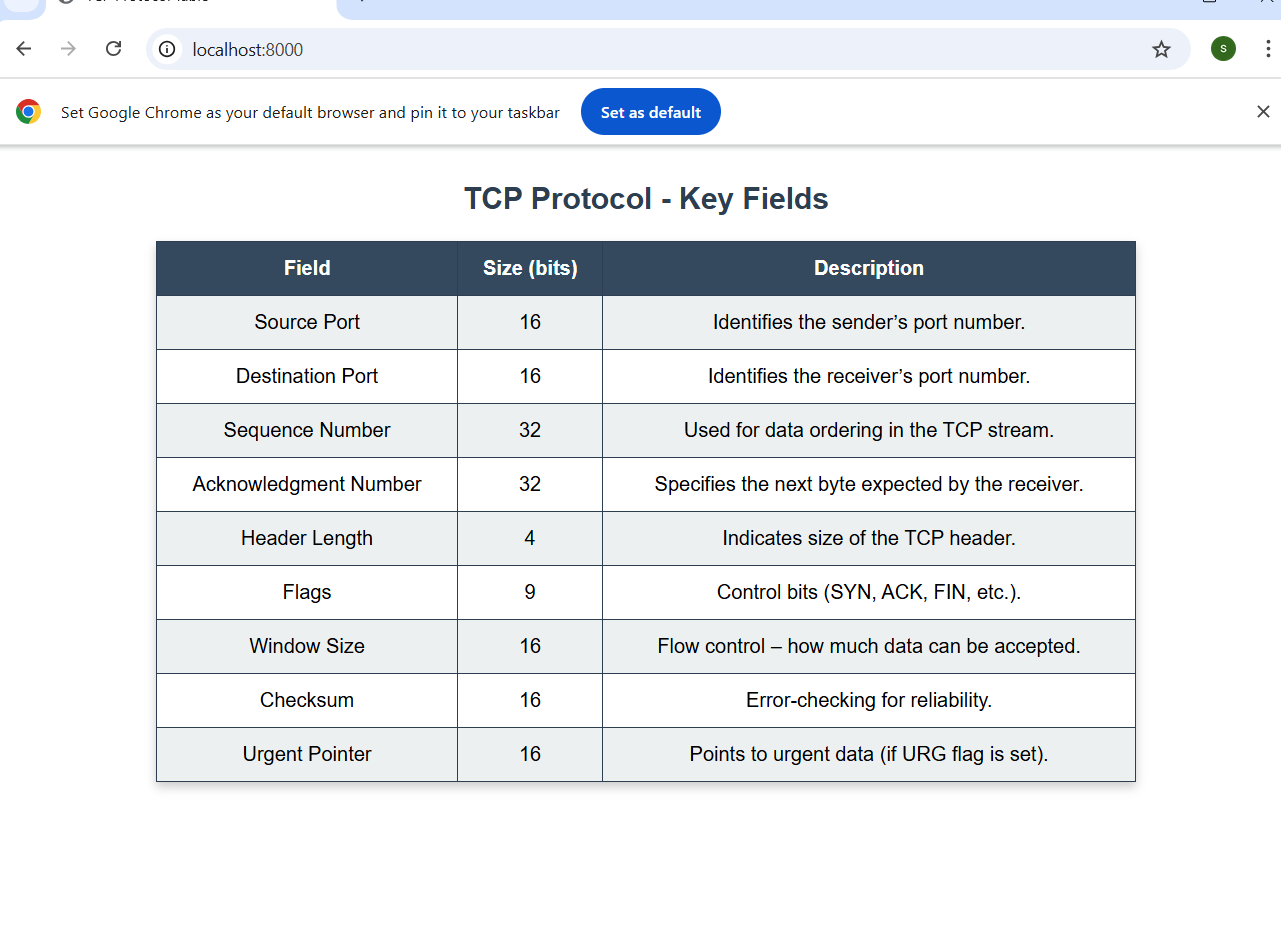 localhost:8000
S
Set Google Chrome as your default browser and pin it to your taskbar Set as default
TCP Protocol - Key Fields
Field Size (bits) Description
Source Port 16 Identifies the sender’s port number.
Destination Port 16 Identifies the receiver’s port number.
Sequence Number 32 Used for data ordering in the TCP stream.
Acknowledgment Number 32 Specifies the next byte expected by the receiver.
Header Length 4 Indicates size of the TCP header.
Flags 9 Control bits (SYN, ACK, FIN, etc.).
Window Size 16 Flow control – how much data can be accepted.
Checksum 16 Error-checking for reliability.
Urgent Pointer 16 Points to urgent data (if URG flag is set).